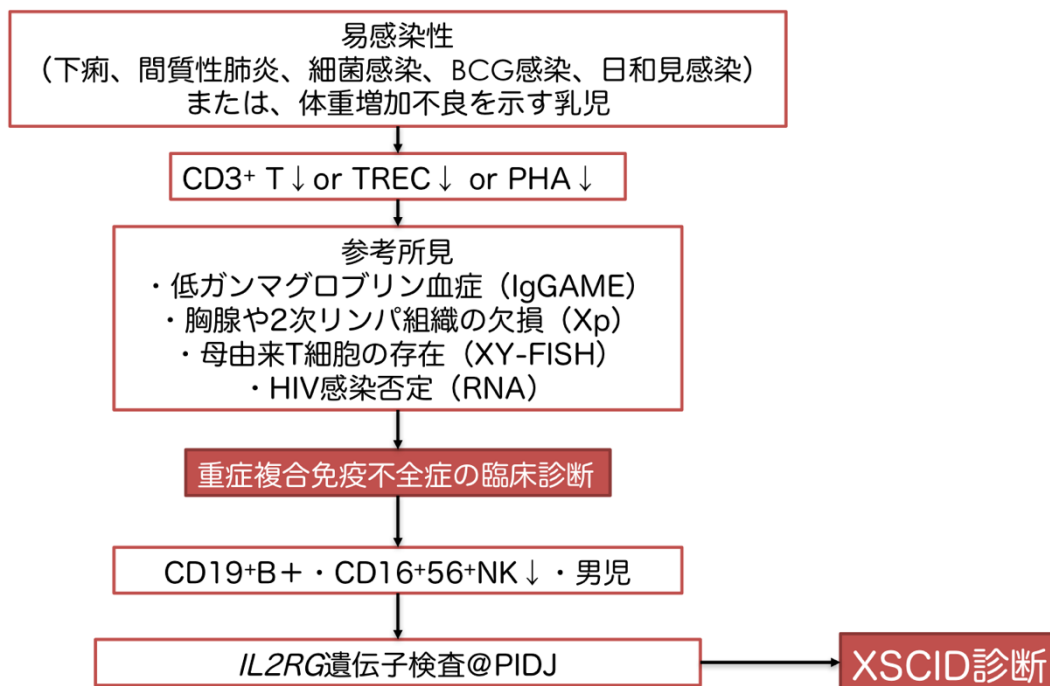 易感染性
（下痢、間質性肺炎、細菌感染、BCG感染、日和見感染）
または、体重増加不良を示す乳児
CD3⁺ T↓or TREC↓ or PHA↓
参考所見
・低ガンマグロブリン血症（IgGAME）
・胸腺や2次リンパ組織の欠損（Xp）
・母由来T細胞の存在（XY-FISH）
・HIV感染否定（RNA）
重症複合免疫不全症の臨床診断
CD19⁺B＋・CD16⁺56⁺NK↓・男児
IL2RG遺伝子検査@PIDJ
XSCID診断